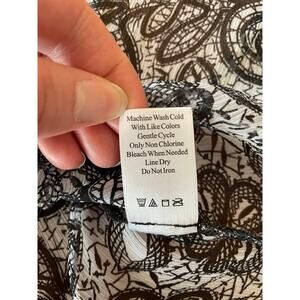 Machine Wash Cold
With Like Colors
Gentle Cycle
Only Non Chlorine
Bleach When Needed
Line Dry
Do Not Iron